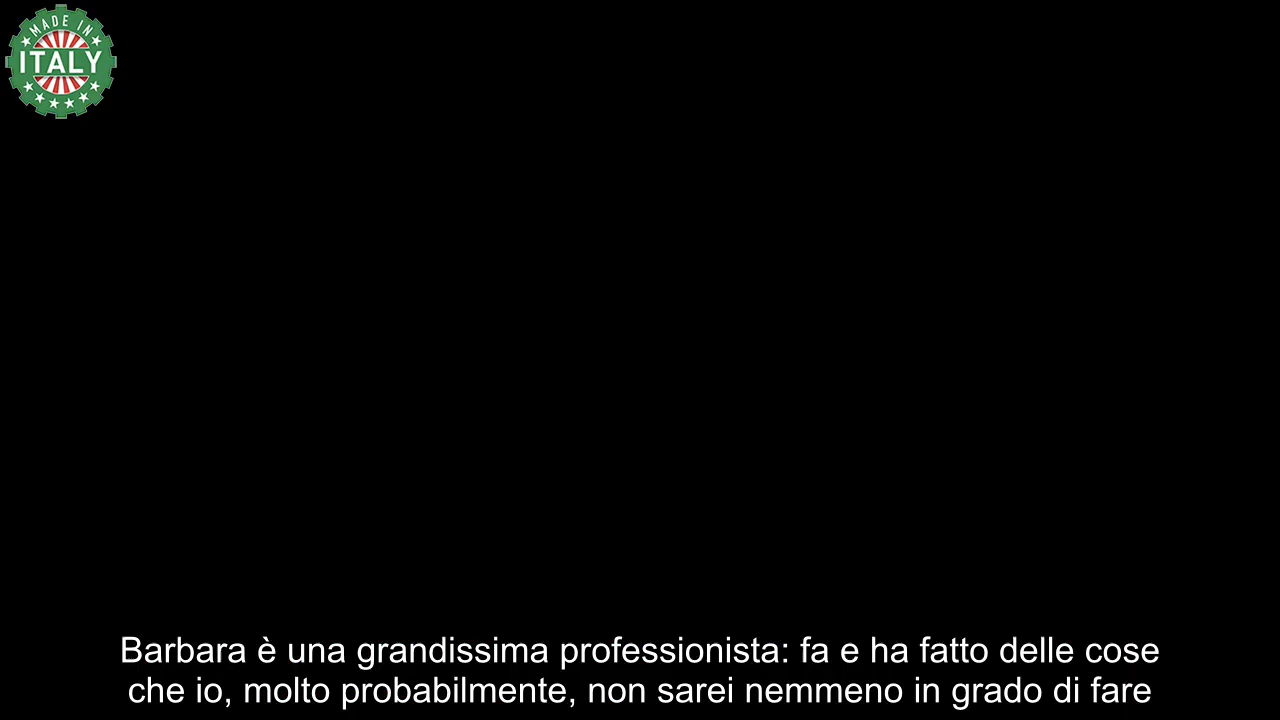 MADE IN
ITALY
Barbara è una grandissima professionista: fa e ha fatto delle cose
che io, molto probabilmente, non sarei nemmeno in grado di fare